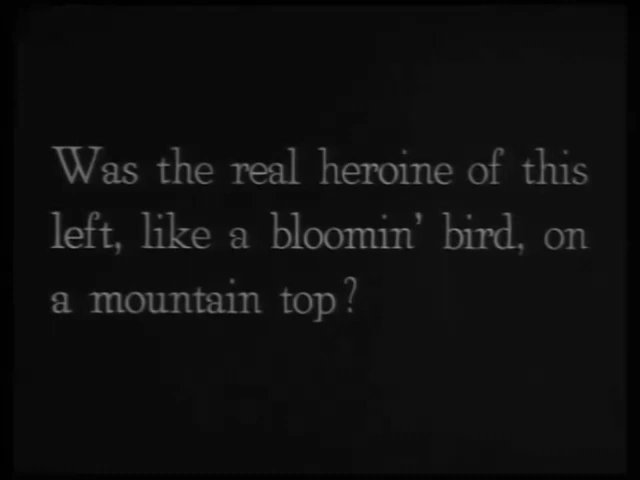 Was the real heroine of this
left, like a bloomin' bird, on
a mountain top?